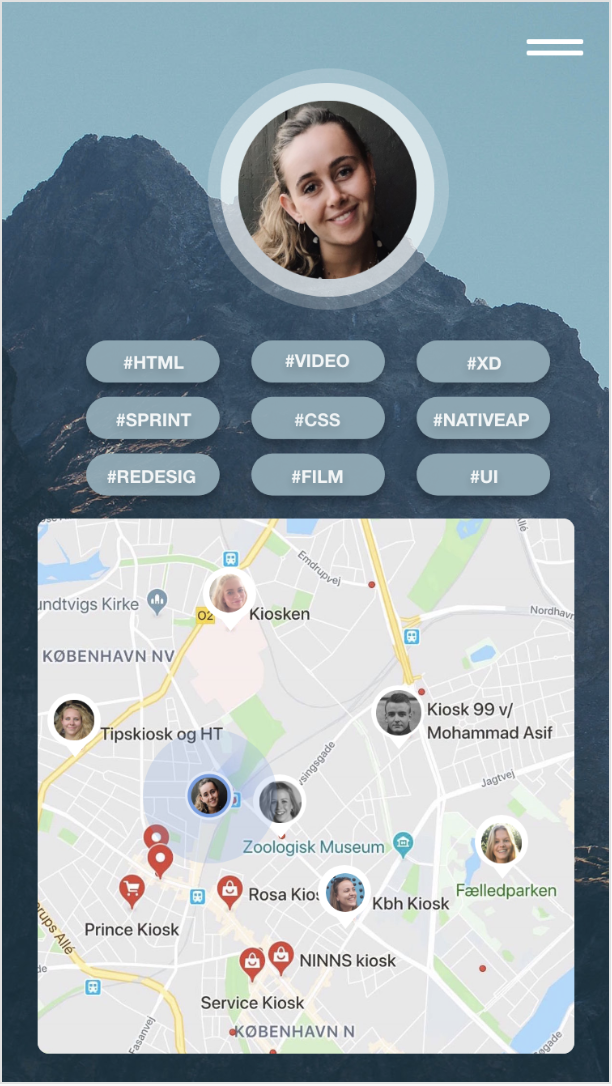 #HTML
#VIDEO
#XD
#SPRINT
#CSS
#NATIVEAP
#REDESIG
#FILM
#UI
Emdrupvej
undtvigs Kirke
O2
Kiosken
Nordhavn
KØBENHAVN NV
Kiosk 99 v/
Mohammad Asif
Tipskiosk og HT
Jagtvej
Zoologisk Museum
Rosa Kios
Kbh Kiosk
Fælledparken
Prince Kiosk
NINNS kiosk
Service Kiosk
KØBENHAVN N